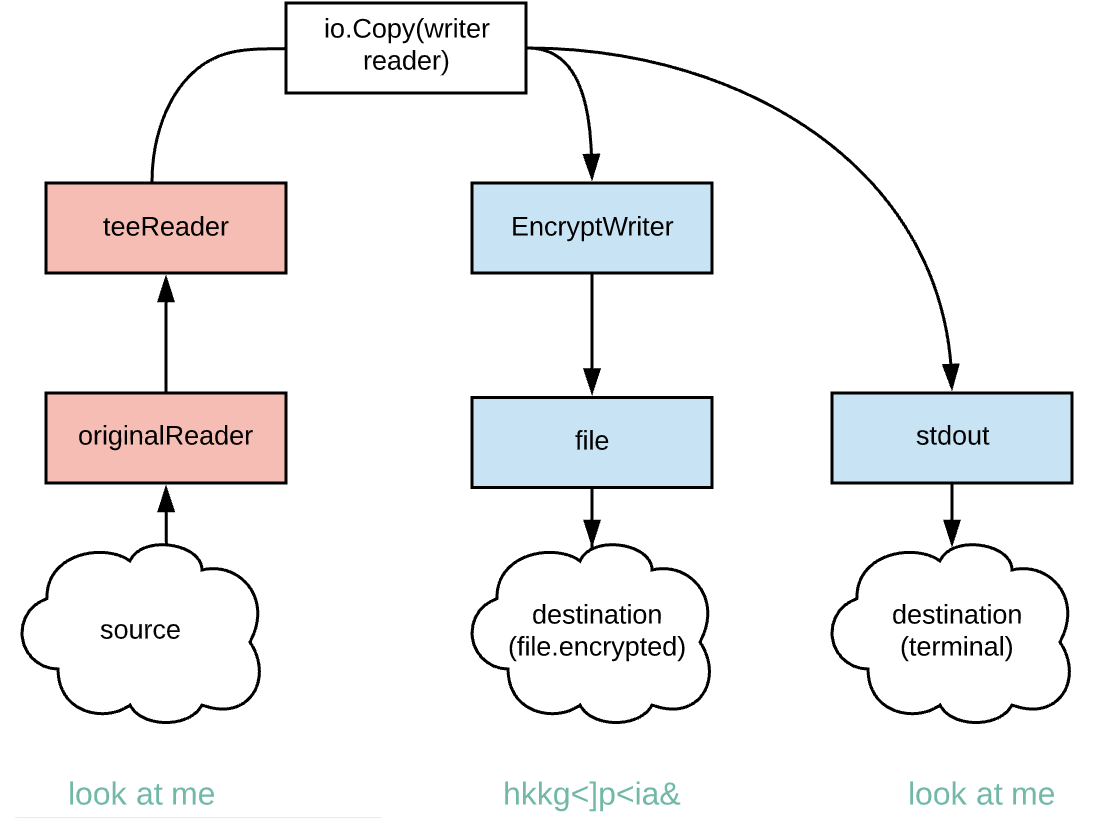 io.Copy(writer
reader)
teeReader
EncryptWriter
originalReader
file
stdout
source
destination
(file.encrypted)
destination
(terminal)
look at me
hkkg<]p<ia&
look at me